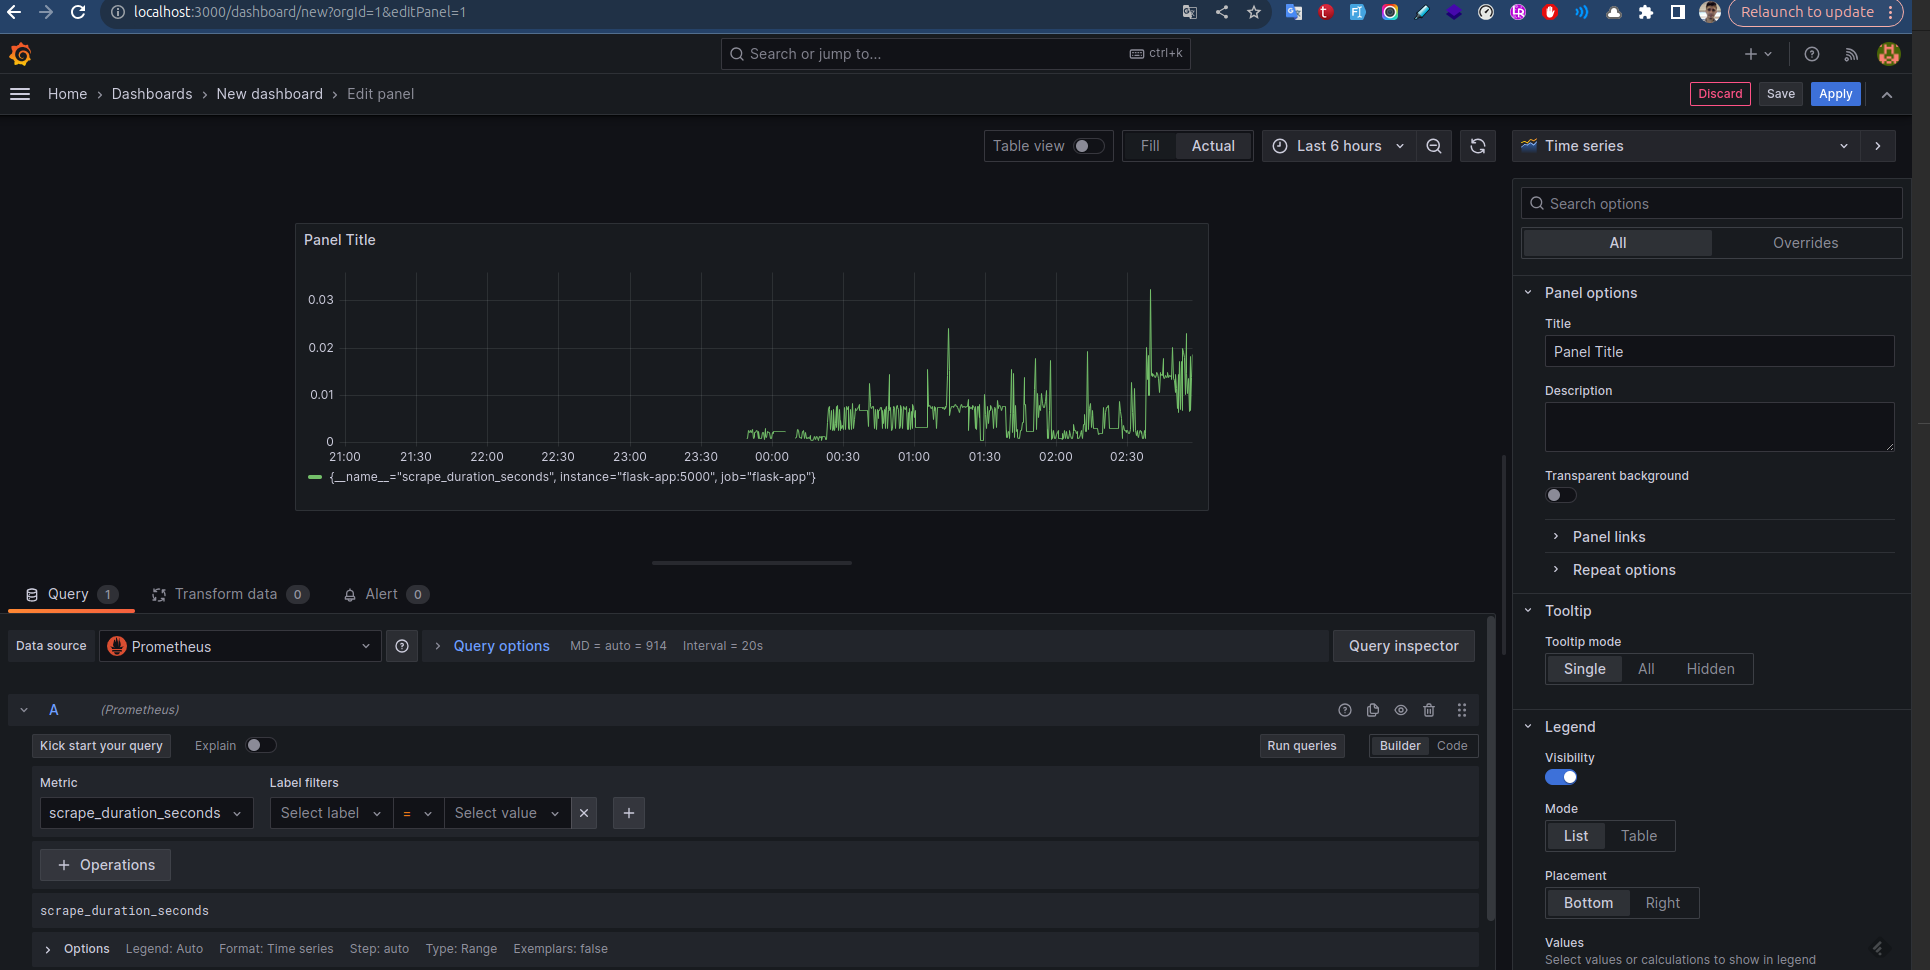 localhost:3000/dashboard/new?orgId=1&editPanel=1
Relaunch to update
Search or jump to...
ctrl+k
Home › Dashboards › New dashboard › Edit panel
Discard
Save
Apply
Table view
Fill
Actual
Last 6 hours
Time series
Search options
All
Overrides
Panel options
Title
Panel Title
Description
Transparent background
Panel links
Repeat options
Tooltip
Tooltip mode
Single
All
Hidden
Legend
Visibility
Mode
List
Table
Placement
Bottom
Right
Values
Select values or calculations to show in legend
Panel Title
0.03
0.02
0.01
0
21:00 21:30 22:00 22:30 23:00 23:30 00:00 00:30 01:00 01:30 02:00 02:30
{__name__="scrape_duration_seconds", instance="flask-app:5000", job="flask-app"}
Query 1
Transform data 0
Alert 0
Data source
Prometheus
Query options
MD = auto = 914
Interval = 20s
Query inspector
A
(Prometheus)
Kick start your query
Explain
Run queries
Builder
Code
Metric
Label filters
scrape_duration_seconds
Select label
=
Select value
+ Operations
scrape_duration_seconds
Options
Legend: Auto
Format: Time series
Step: auto
Type: Range
Exemplars: false